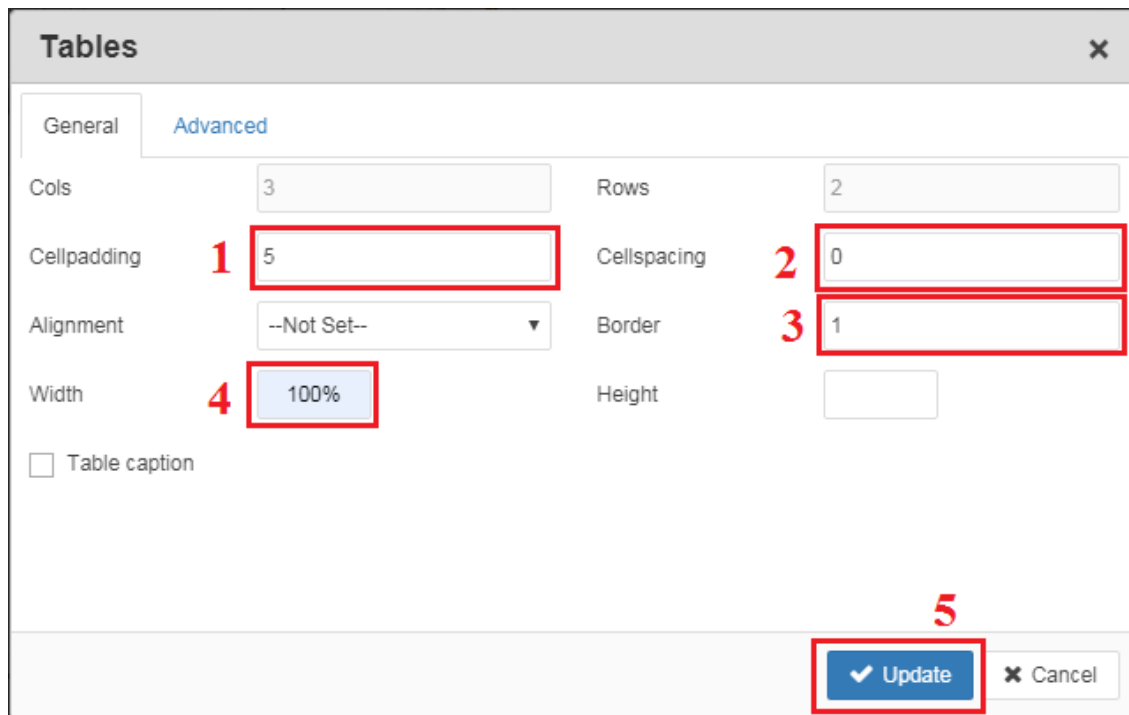 Tables ×
General Advanced
Cols 3 Rows 2
Cellpadding 1 5 Cellspacing 2 0
Alignment --Not Set-- Border 3 1
Width 4 100% Height
Table caption
5
Update Cancel